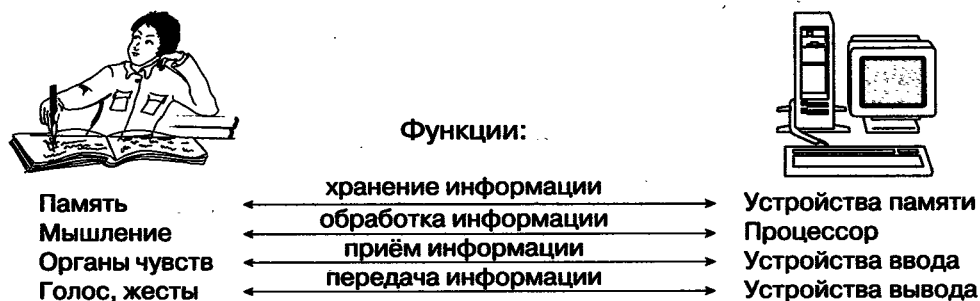 Функции:
Память хранение информации Устройства памяти
Мышление обработка информации Процессор
Органы чувств приём информации Устройства ввода
Голос, жесты передача информации Устройства вывода